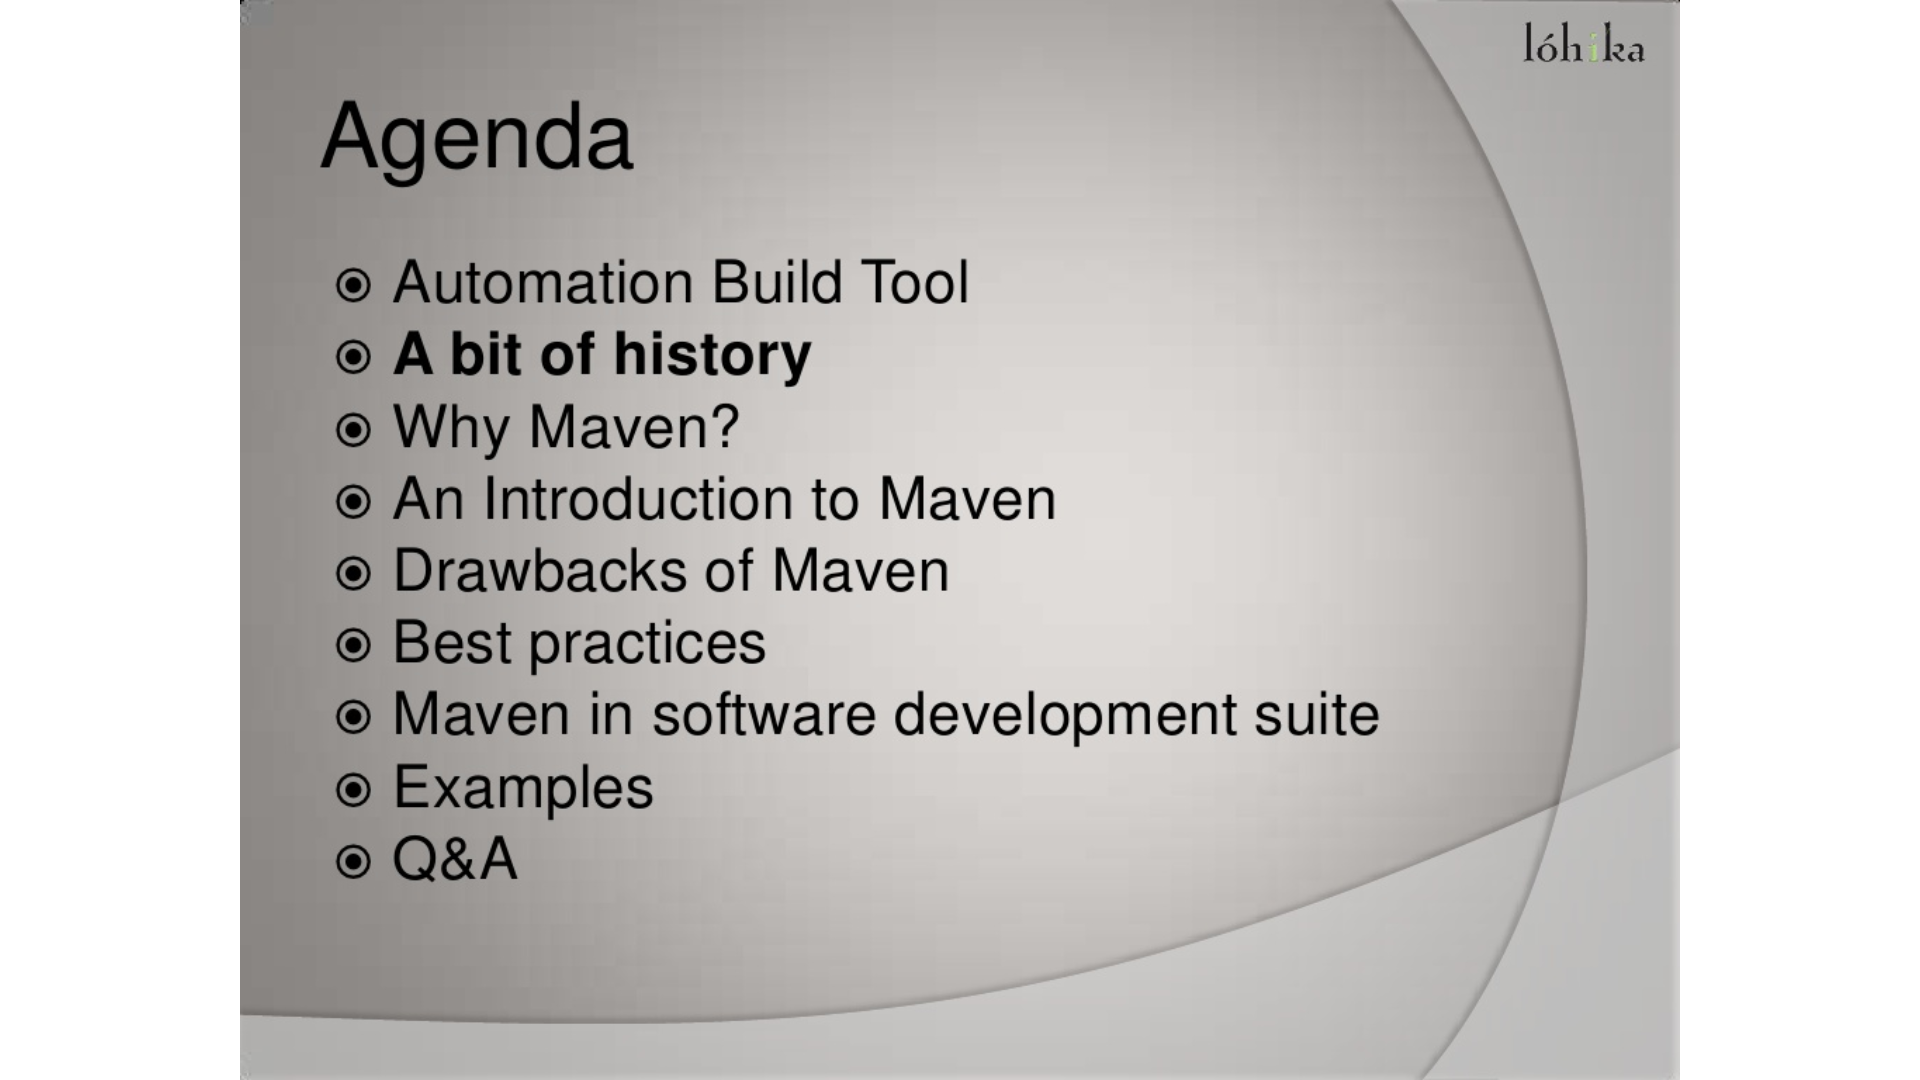 lóhika
Agenda
Automation Build Tool
A bit of history
Why Maven?
An Introduction to Maven
Drawbacks of Maven
Best practices
Maven in software development suite
Examples
Q&A